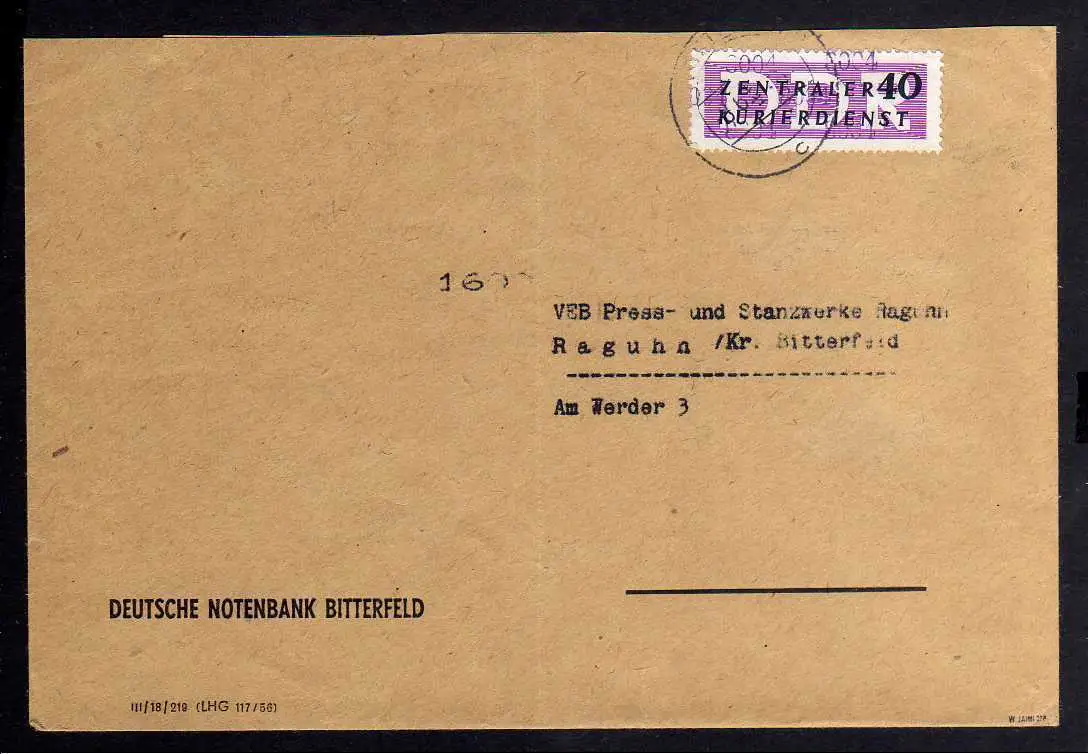 DDR
ZENTRALER 40
KURIERDIENST
VEB Press- und Stanzwerke Raguhn
Raguhn /Kr. Bitterfeld
Am Werder 3
DEUTSCHE NOTENBANK BITTERFELD
III/18/219 (LHG 117/56)